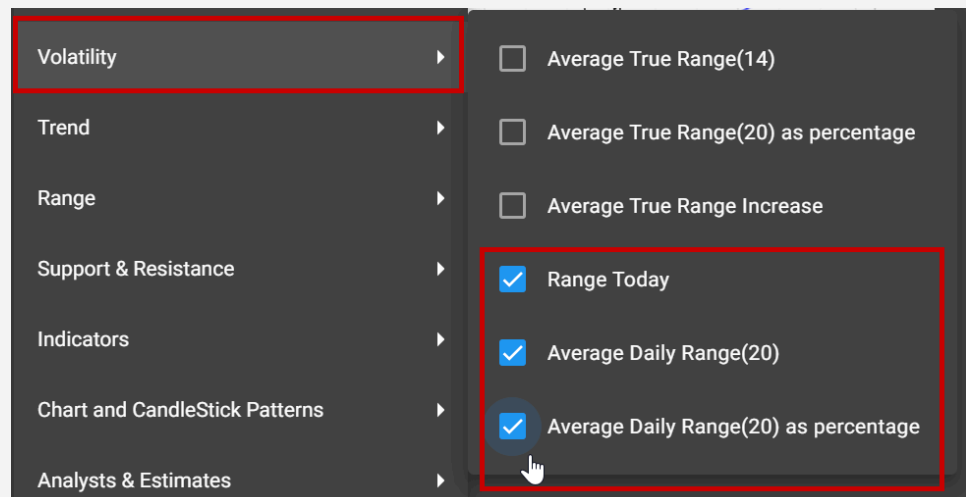 Volatility
Trend
Range
Support & Resistance
Indicators
Chart and CandleStick Patterns
Analysts & Estimates
Average True Range(14)
Average True Range(20) as percentage
Average True Range Increase
Range Today
Average Daily Range(20)
Average Daily Range(20) as percentage